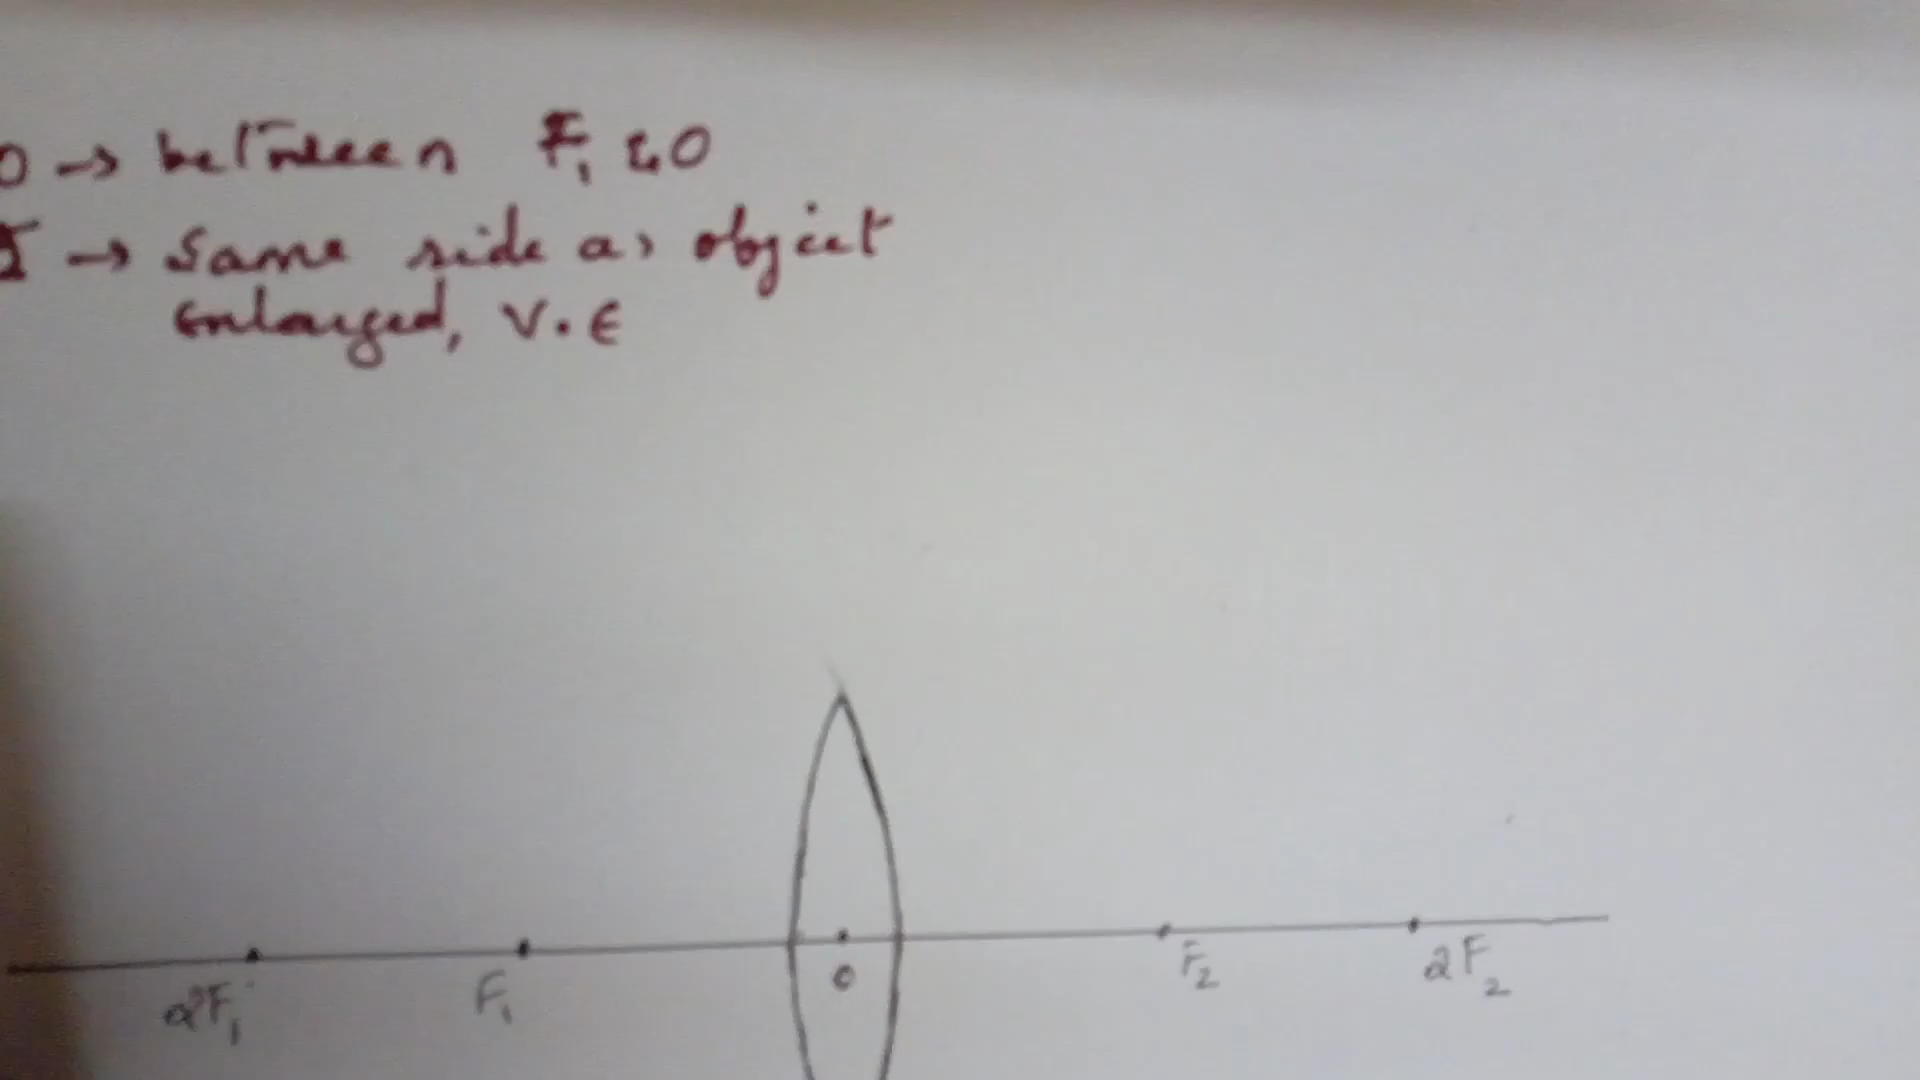 O → between F₁ & O
I → Same side as object
Enlarged, V.E
2F₁ F₁ O F₂ 2F₂